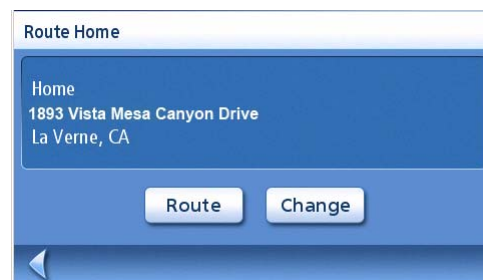 Route Home
Home
1893 Vista Mesa Canyon Drive
La Verne, CA
Route
Change